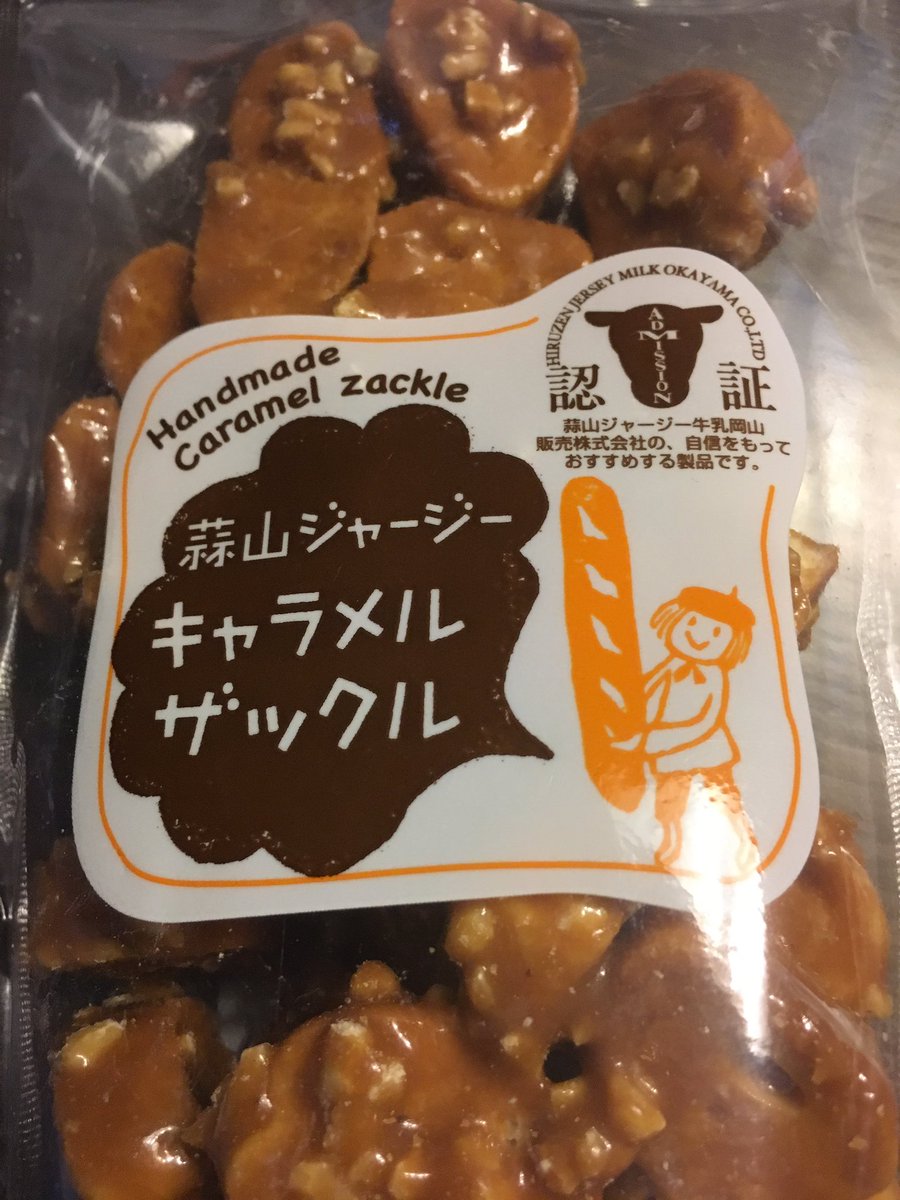 HIRUZEN JERSEY MILK OKAYAMA CO.,LTD
ADMISSION
認証
蒜山ジャージー牛乳岡山
販売株式会社の、自信をもって
おすすめする製品です。
Handmade
Caramel zackle
蒜山ジャージー
キャラメル
ザックル